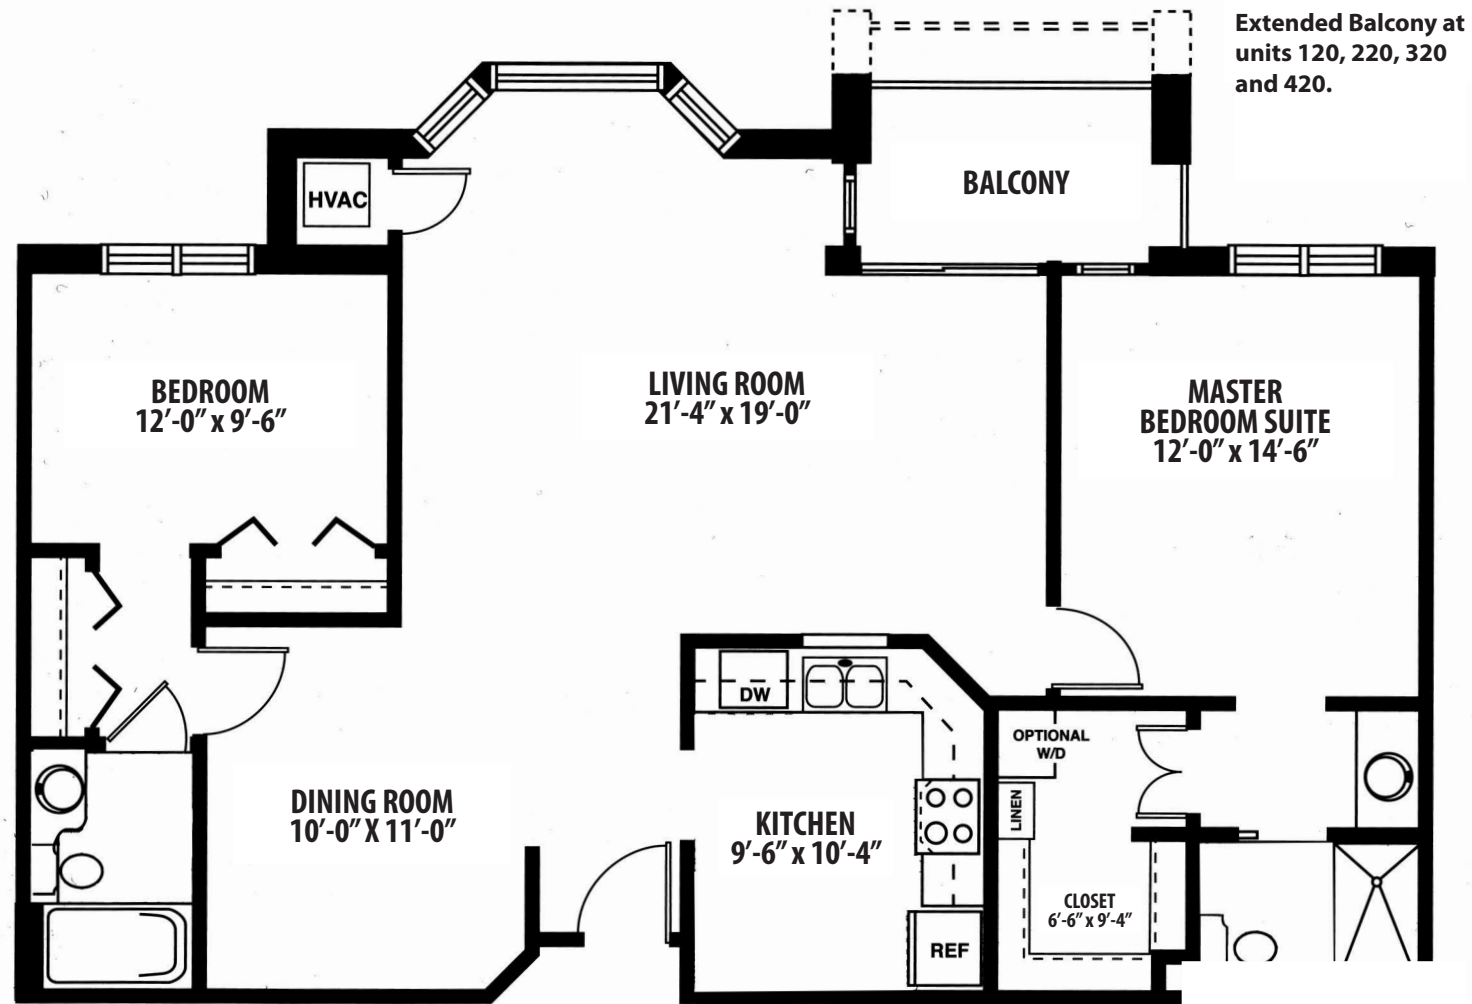 Extended Balcony at
units 120, 220, 320
and 420.
BALCONY
HVAC
BEDROOM
12′-0″ x 9′-6″
LIVING ROOM
21′-4″ x 19′-0″
MASTER
BEDROOM SUITE
12′-0″ x 14′-6″
DW
OPTIONAL
W/D
LINEN
DINING ROOM
10′-0″ X 11′-0″
KITCHEN
9′-6″ x 10′-4″
CLOSET
6′-6″ x 9′-4″
REF